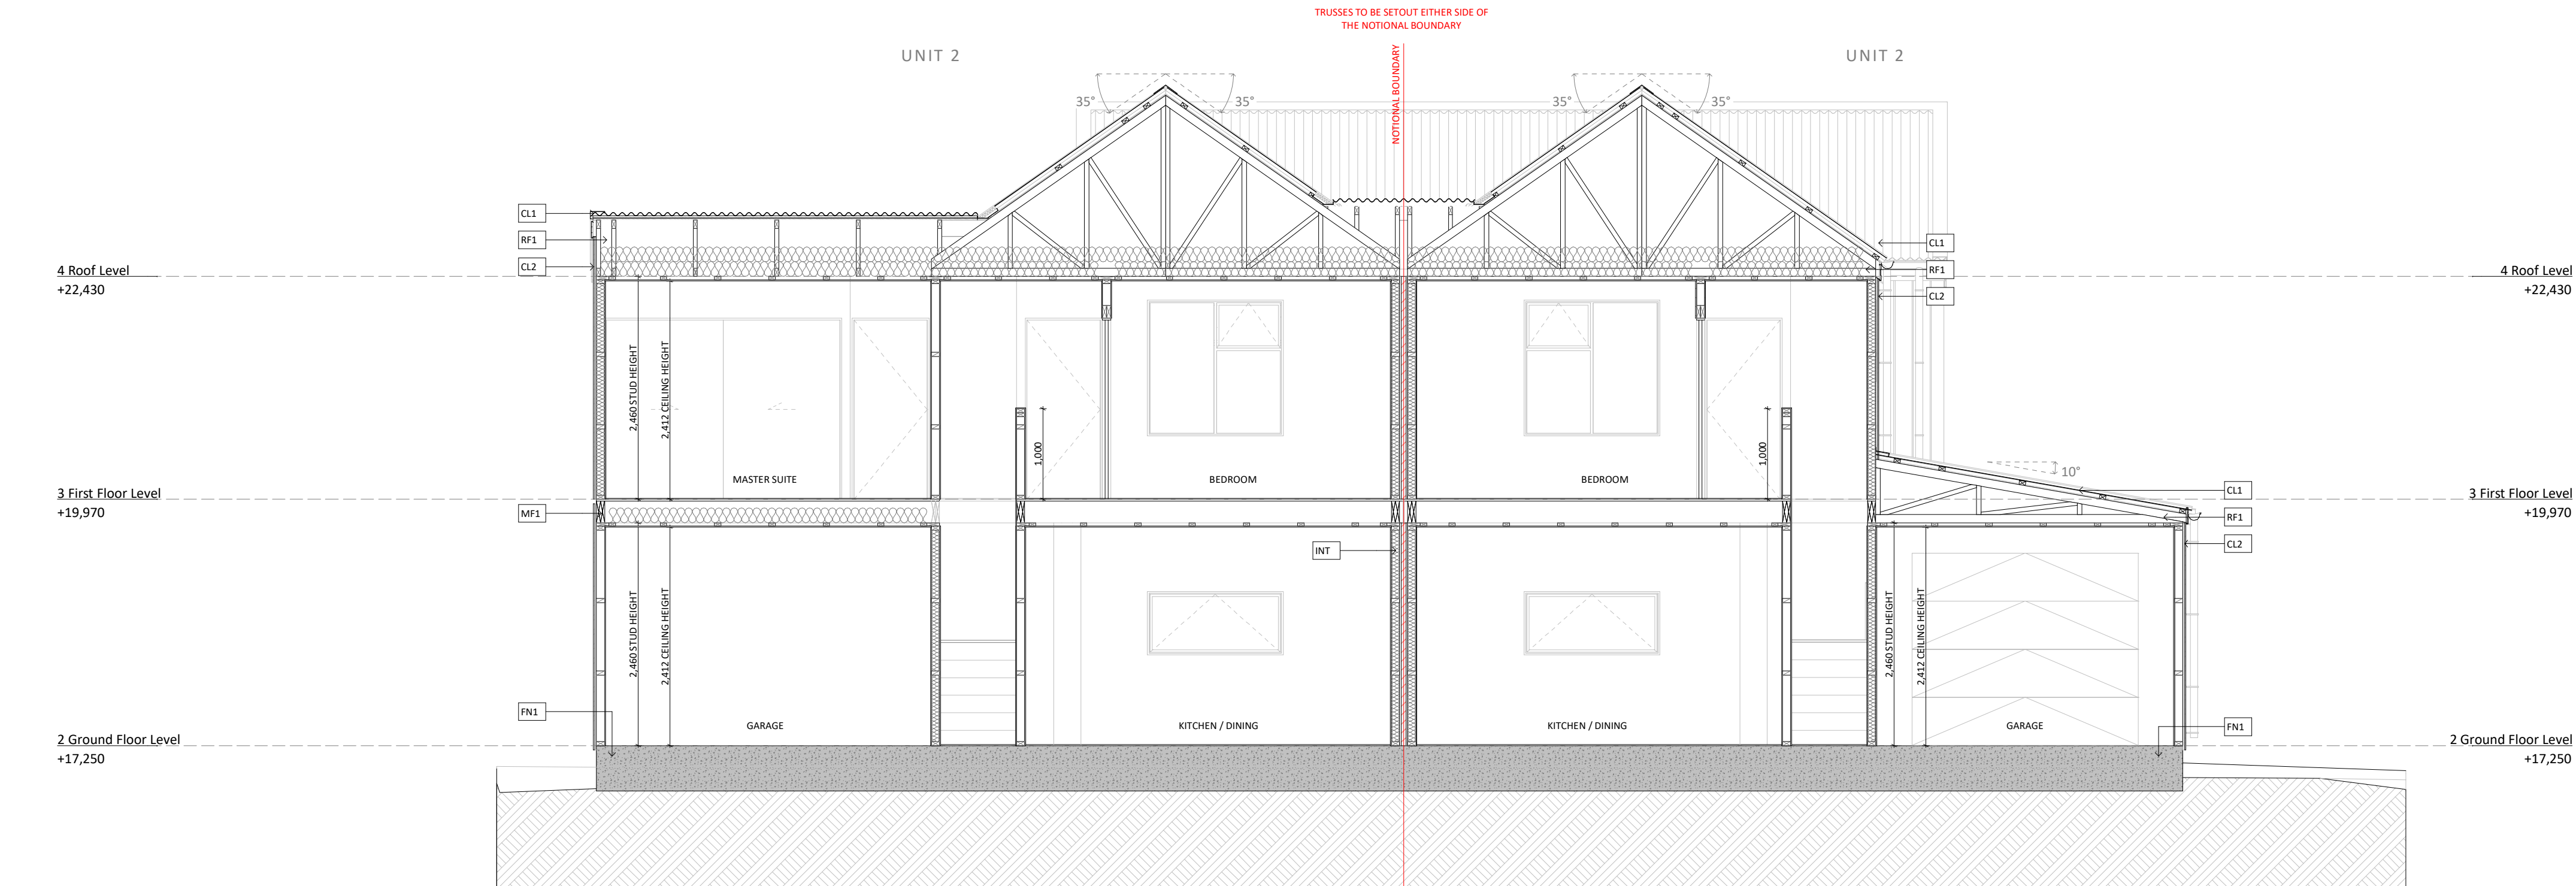 TRUSSES TO BE SETOUT EITHER SIDE OF
THE NOTIONAL BOUNDARY
UNIT 2
NOTIONAL BOUNDARY
UNIT 2
35°
35°
35°
35°
CL1
RF1
CL2
CL1
RF1
CL2
4 Roof Level
+22,430
4 Roof Level
+22,430
2,460 STUD HEIGHT
2,412 CEILING HEIGHT
1,000
1,000
MASTER SUITE
BEDROOM
BEDROOM
10°
3 First Floor Level
+19,970
MF1
CL1
RF1
CL2
3 First Floor Level
+19,970
INT
2,460 STUD HEIGHT
2,412 CEILING HEIGHT
2,460 STUD HEIGHT
2,412 CEILING HEIGHT
FN1
GARAGE
KITCHEN / DINING
KITCHEN / DINING
GARAGE
FN1
2 Ground Floor Level
+17,250
2 Ground Floor Level
+17,250